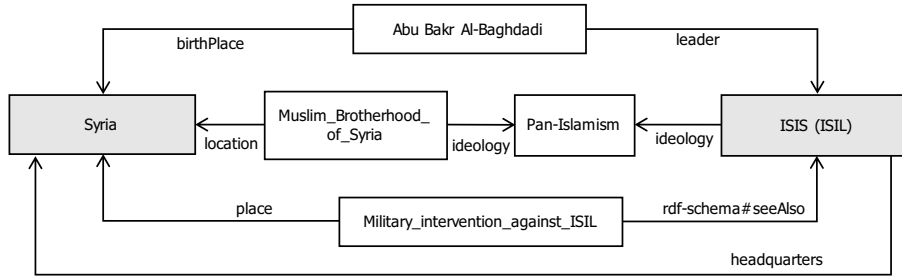 Abu Bakr Al-Baghdadi
birthPlace
leader
Syria
Muslim_Brotherhood_
of_Syria
Pan-Islamism
ISIS (ISIL)
location
ideology
ideology
place
Military_intervention_against_ISIL
rdf-schema#seeAlso
headquarters